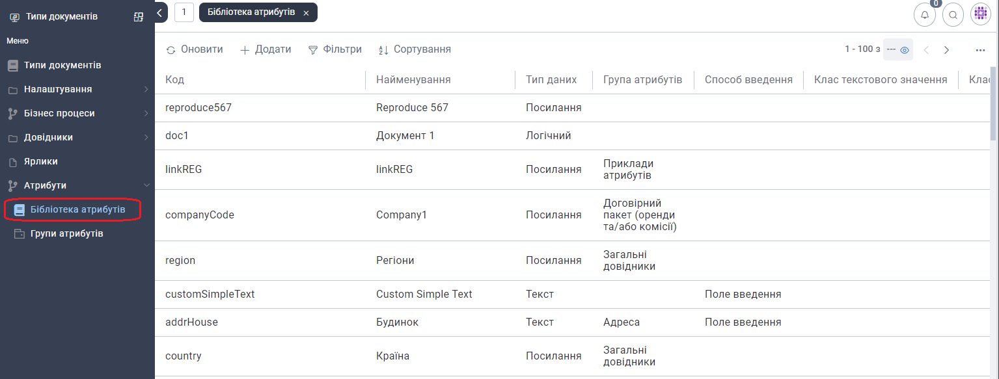 Типи документів
Меню
Типи документів
Налаштування
Бізнес процеси
Довідники
Ярлики
Атрибути
Бібліотека атрибутів
Групи атрибутів
1
Бібліотека атрибутів
0
Оновити Додати Фільтри Сортування
1 - 100 з ---
Код Найменування Тип даних Група атрибутів Спосіб введення Клас текстового значення Клас
reproduce567 Reproduce 567 Посилання
doc1 Документ 1 Логічний
linkREG linkREG Посилання Приклади
атрибутів
companyCode Company1 Посилання Договірний
пакет (оренди
та/або комісії)
region Регіони Посилання Загальні
довідники
customSimpleText Custom Simple Text Текст Поле введення
addrHouse Будинок Текст Адреса Поле введення
country Країна Посилання Загальні
довідники